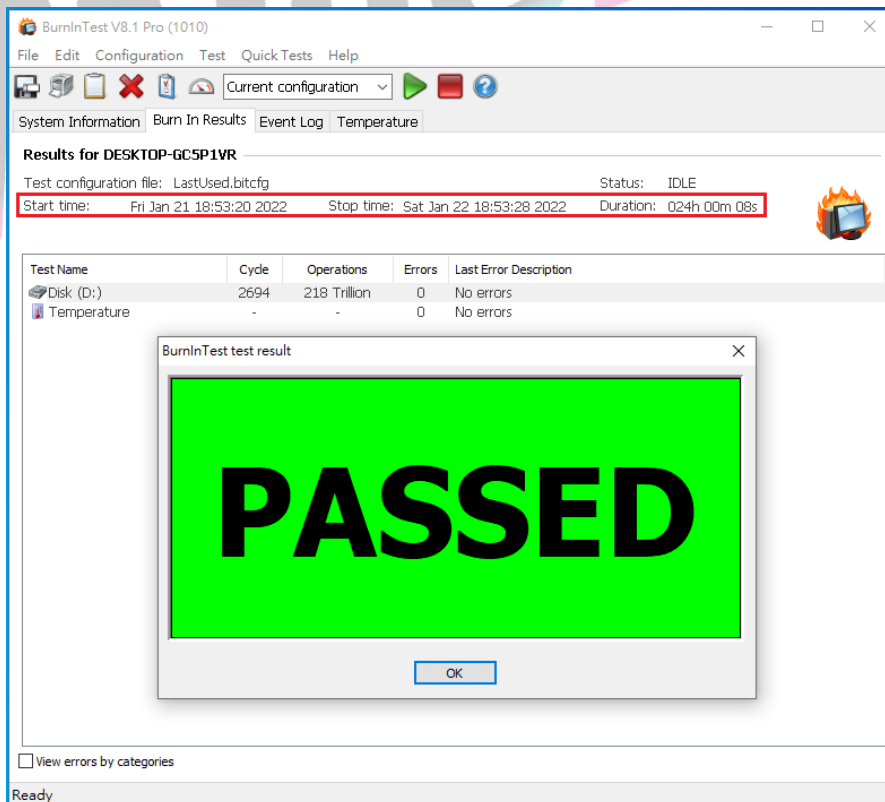 BurnInTest V8.1 Pro (1010)
File Edit Configuration Test Quick Tests Help
Current configuration
System Information Burn In Results Event Log Temperature
Results for DESKTOP-GC5P1VR
Test configuration file: LastUsed.bitcfg Status: IDLE
Start time: Fri Jan 21 18:53:20 2022 Stop time: Sat Jan 22 18:53:28 2022 Duration: 024h 00m 08s
Test Name Cycle Operations Errors Last Error Description
Disk (D:) 2694 218 Trillion 0 No errors
Temperature - - 0 No errors
BurnInTest test result
PASSED
OK
View errors by categories
Ready